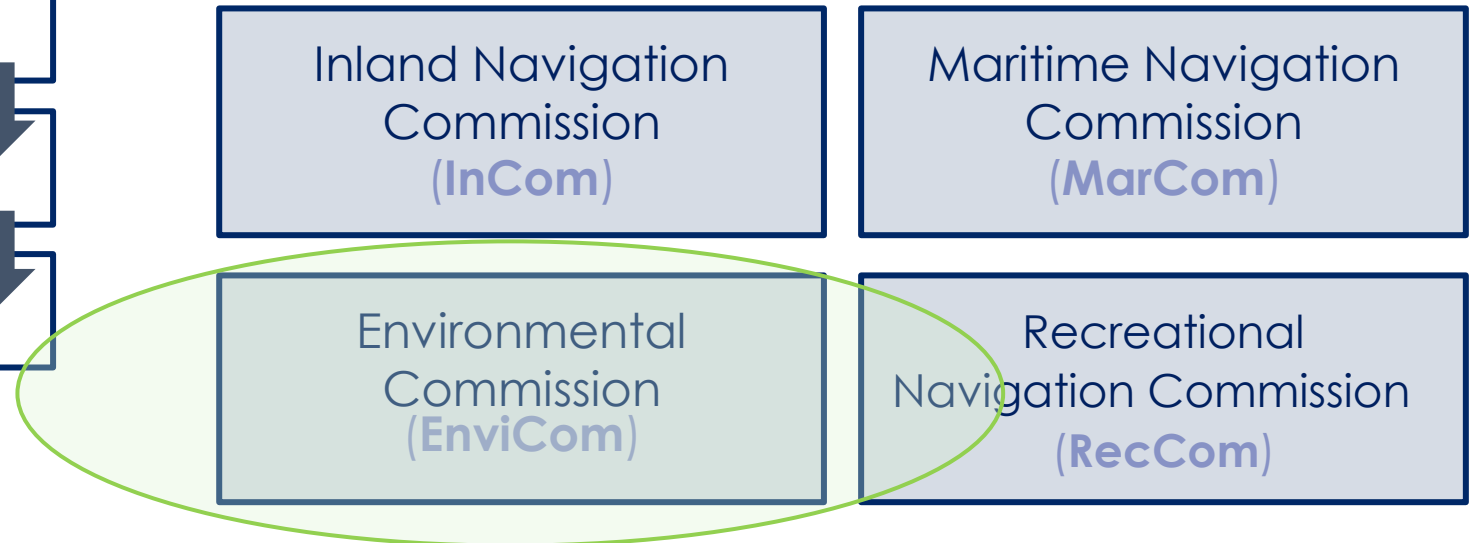 Inland Navigation
Commission
(InCom)
Maritime Navigation
Commission
(MarCom)
Environmental
Commission
(EnviCom)
Recreational
Navigation Commission
(RecCom)